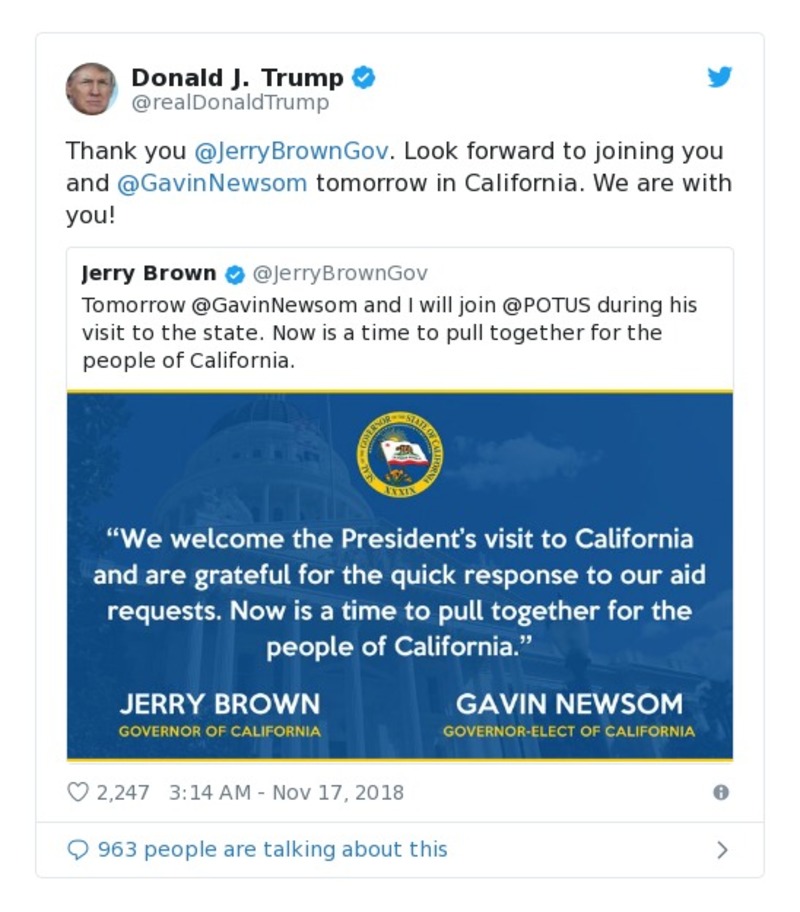 Donald J. Trump
@realDonaldTrump
Thank you @JerryBrownGov. Look forward to joining you
and @GavinNewsom tomorrow in California. We are with
you!
Jerry Brown @JerryBrownGov
Tomorrow @GavinNewsom and I will join @POTUS during his
visit to the state. Now is a time to pull together for the
people of California.
SEAL OF THE GOVERNOR OF THE STATE OF CALIFORNIA
XXXIX
“We welcome the President's visit to California
and are grateful for the quick response to our aid
requests. Now is a time to pull together for the
people of California.”
JERRY BROWN
GOVERNOR OF CALIFORNIA
GAVIN NEWSOM
GOVERNOR-ELECT OF CALIFORNIA
2,247 3:14 AM - Nov 17, 2018
963 people are talking about this